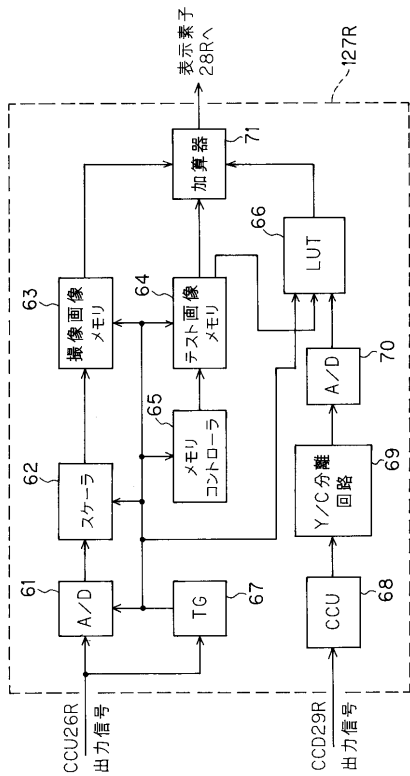 CCU26R
出力信号
61
A/D
62
スケーラ
63
撮像画像
メモリ
64
テスト画像
メモリ
65
メモリ
コントローラ
TG
67
71
加算器
表示素子
28Rへ
66
LUT
CCD29R
出力信号
CCU
68
Y/C分離
回路
69
A/D
70
127R